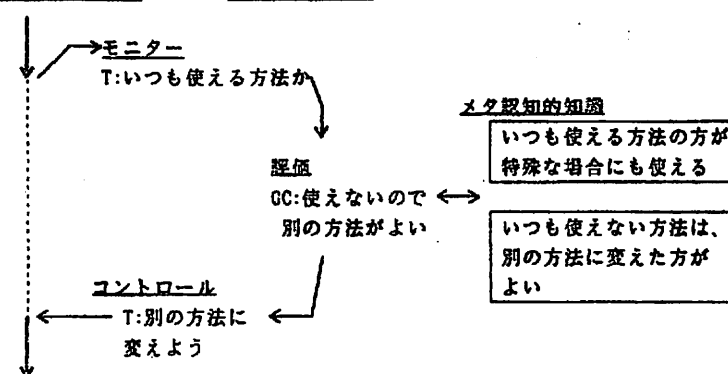 モニター
T:いつも使える方法か
メタ認知的知識
いつも使える方法の方が
特殊な場合にも使える
評価
GC:使えないので
別の方法がよい
いつも使えない方法は、
別の方法に変えた方が
よい
コントロール
T:別の方法に
変えよう